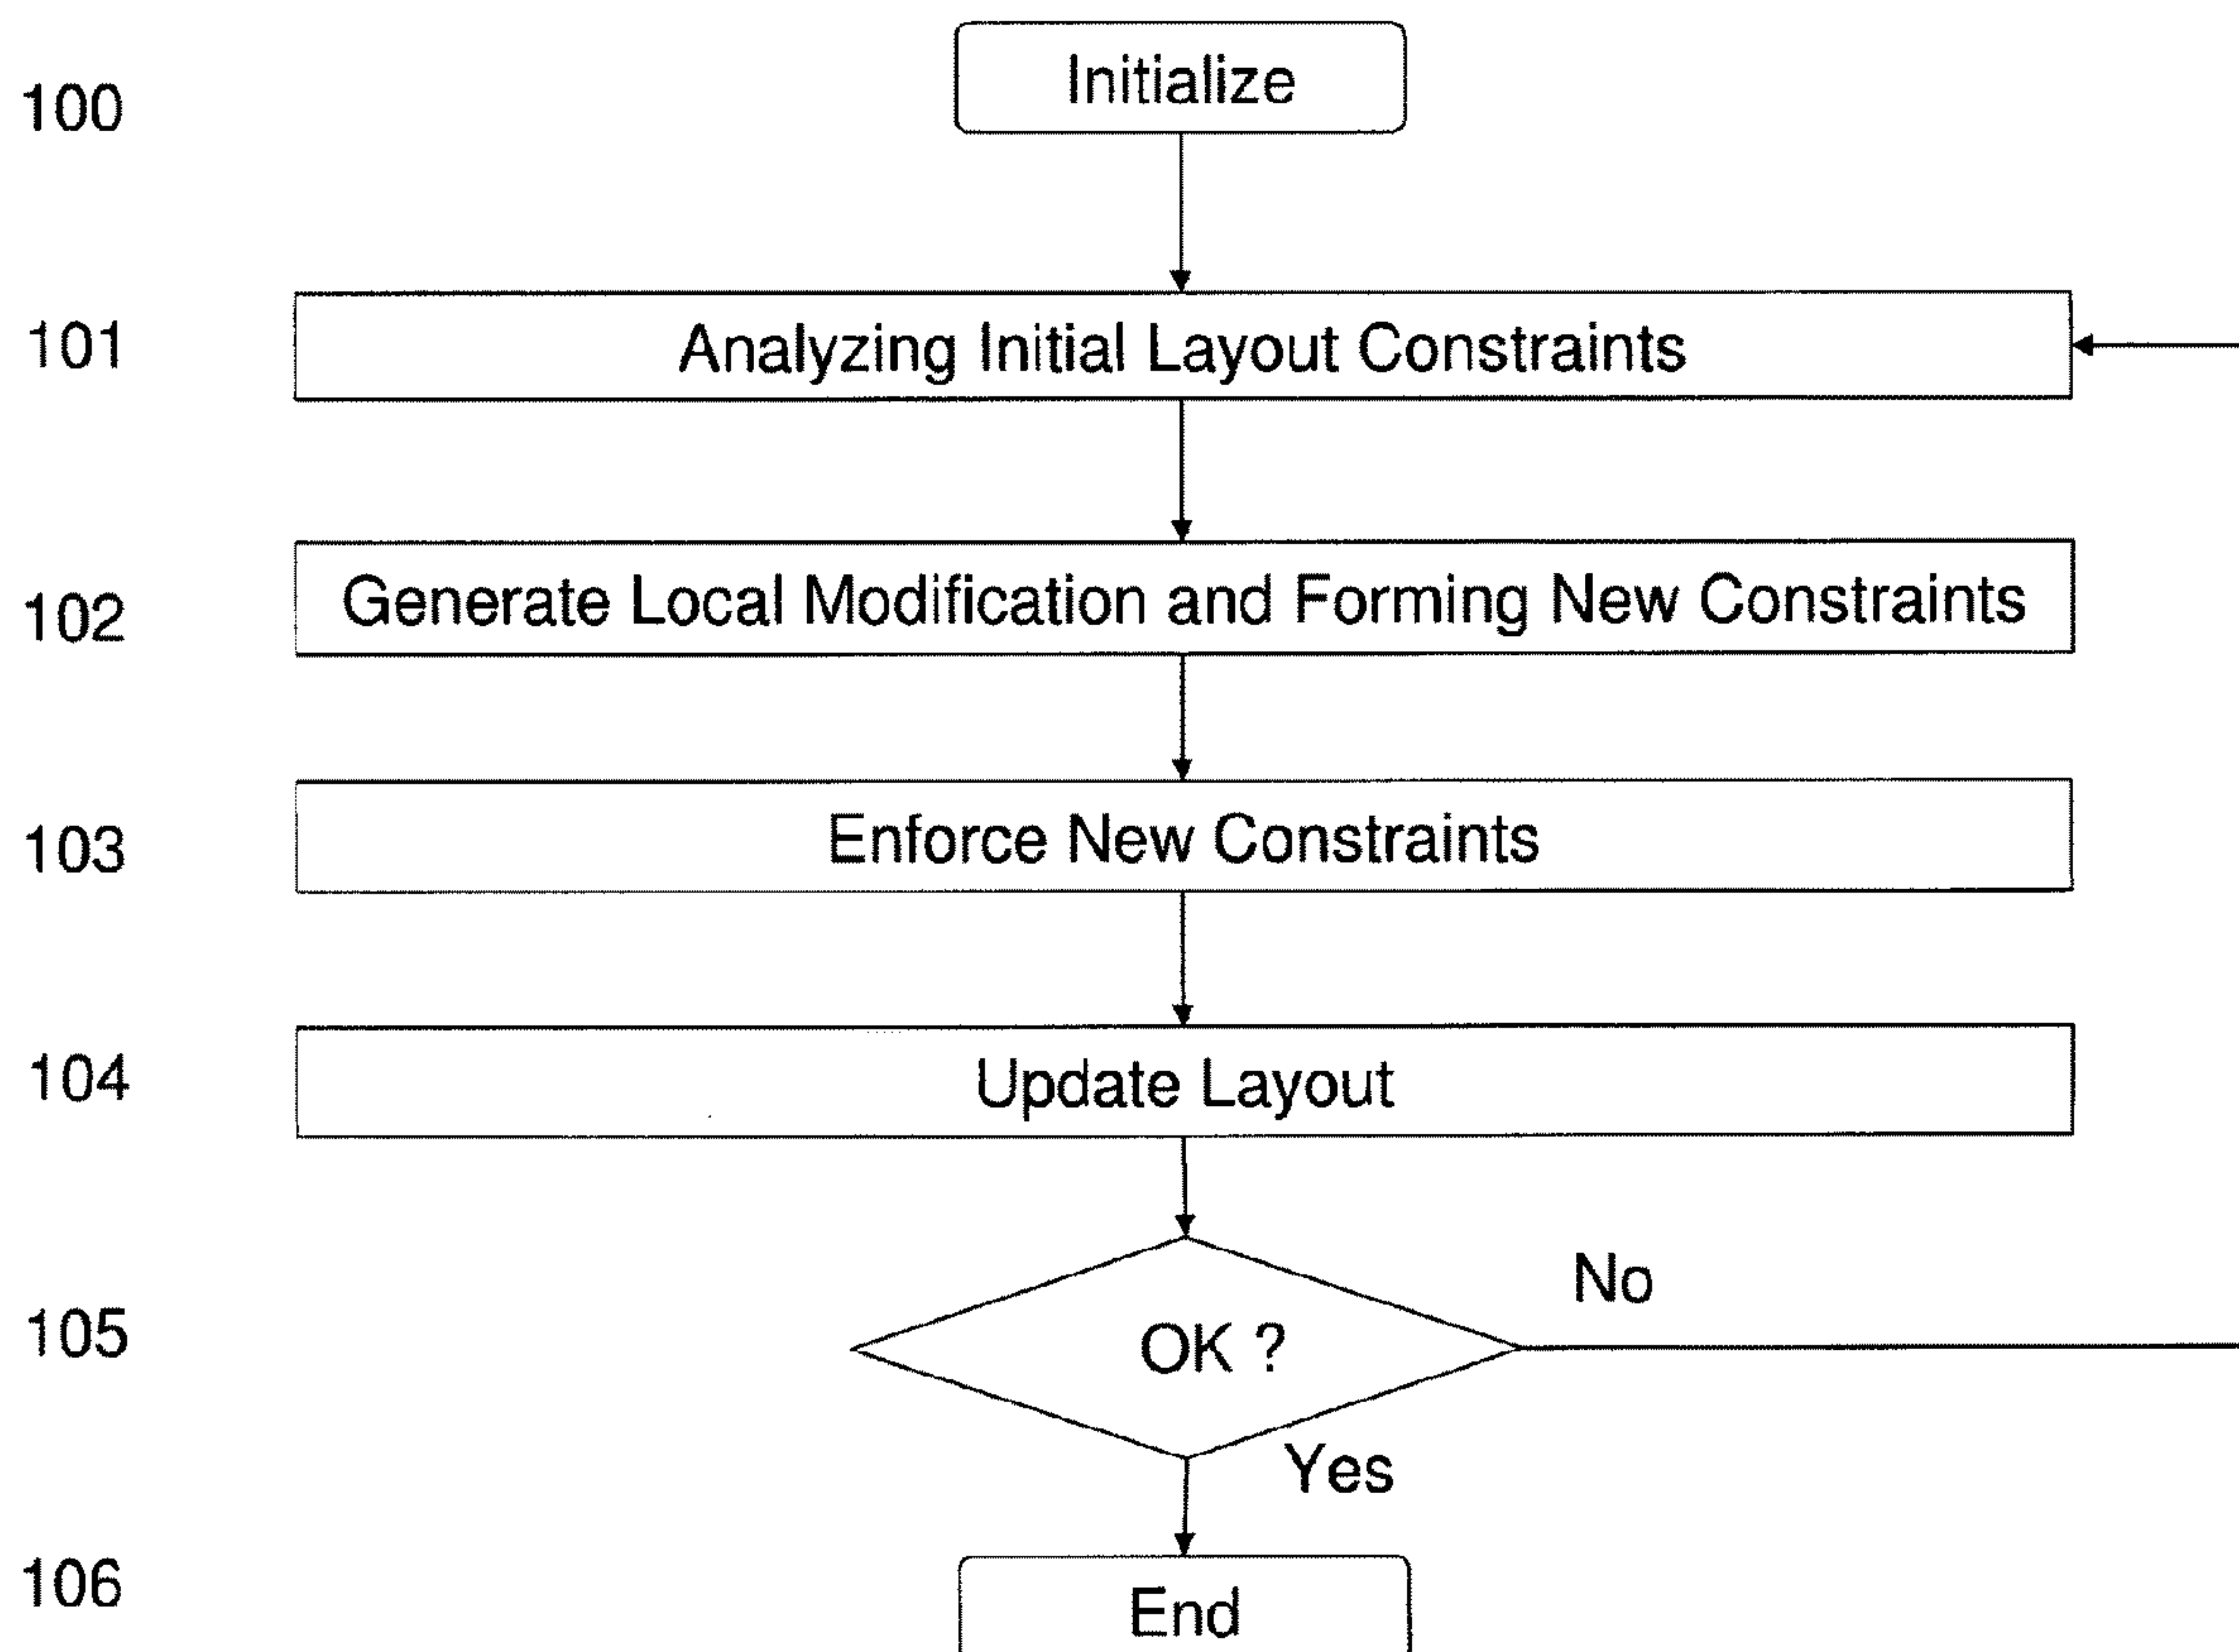 100
Initialize
101
Analyzing Initial Layout Constraints
102
Generate Local Modification and Forming New Constraints
103
Enforce New Constraints
104
Update Layout
No
105
OK ?
Yes
106
End